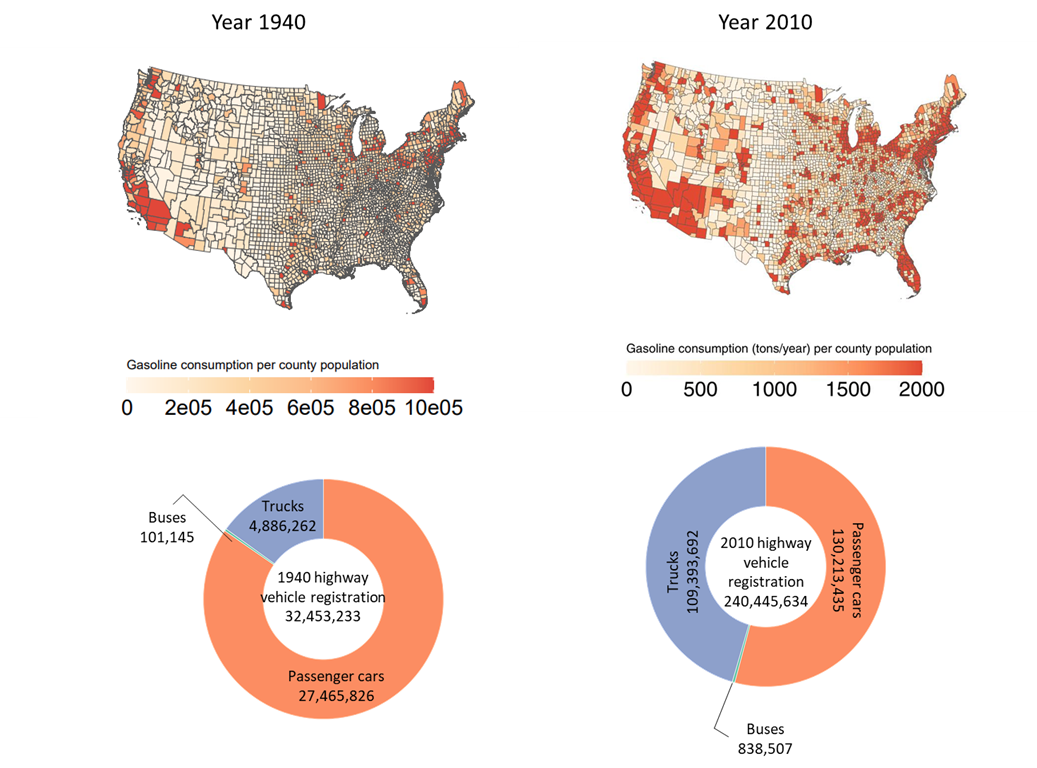 Year 1940
Year 2010
Gasoline consumption per county population
0 2e05 4e05 6e05 8e05 10e05
Gasoline consumption (tons/year) per county population
0 500 1000 1500 2000
Buses
101,145
Trucks
4,886,262
1940 highway
vehicle registration
32,453,233
Passenger cars
27,465,826
Trucks
109,393,692
2010 highway
vehicle
registration
240,445,634
Passenger cars
130,213,435
Buses
838,507